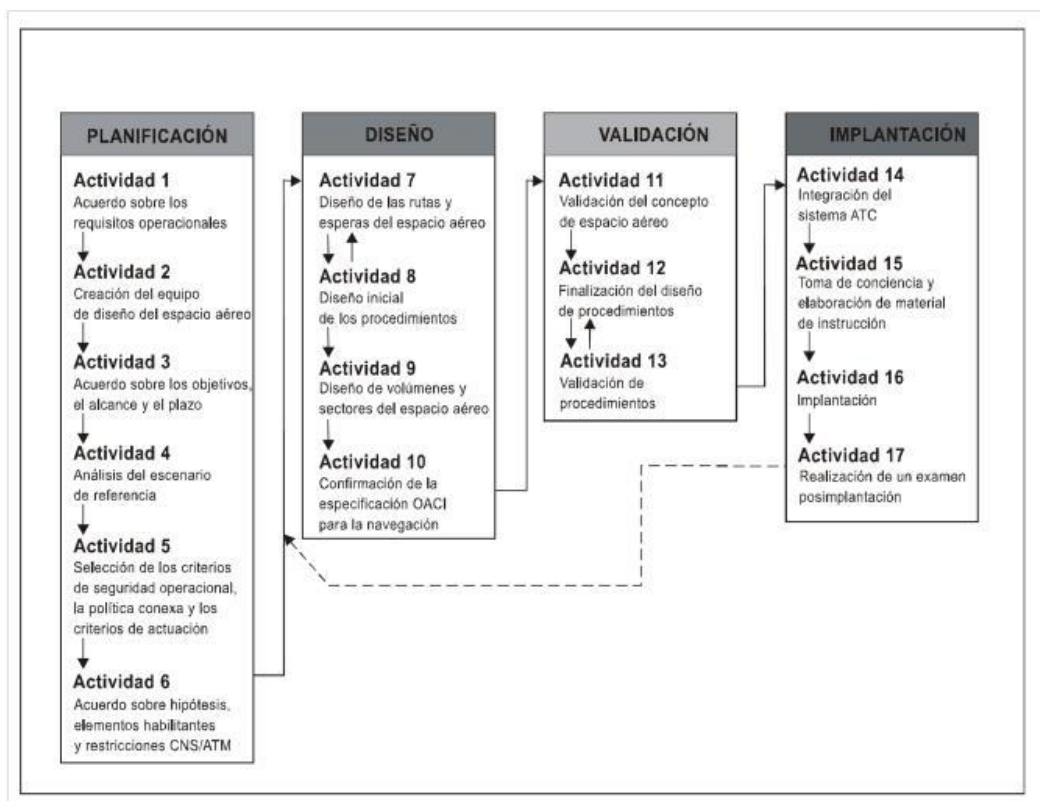 PLANIFICACIÓN
Actividad 1
Acuerdo sobre los
requisitos operacionales
Actividad 2
Creación del equipo
de diseño del espacio aéreo
Actividad 3
Acuerdo sobre los objetivos,
el alcance y el plazo
Actividad 4
Análisis del escenario
de referencia
Actividad 5
Selección de los criterios
de seguridad operacional,
la política conexa y los
criterios de actuación
Actividad 6
Acuerdo sobre hipótesis,
elementos habilitantes
y restricciones CNS/ATM
DISEÑO
Actividad 7
Diseño de las rutas y
esperas del espacio aéreo
Actividad 8
Diseño inicial
de los procedimientos
Actividad 9
Diseño de volúmenes y
sectores del espacio aéreo
Actividad 10
Confirmación de la
especificación OACI
para la navegación
VALIDACIÓN
Actividad 11
Validación del concepto
de espacio aéreo
Actividad 12
Finalización del diseño
de procedimientos
Actividad 13
Validación de
procedimientos
IMPLANTACIÓN
Actividad 14
Integración del
sistema ATC
Actividad 15
Toma de conciencia y
elaboración de material
de instrucción
Actividad 16
Implantación
Actividad 17
Realización de un examen
posimplantación